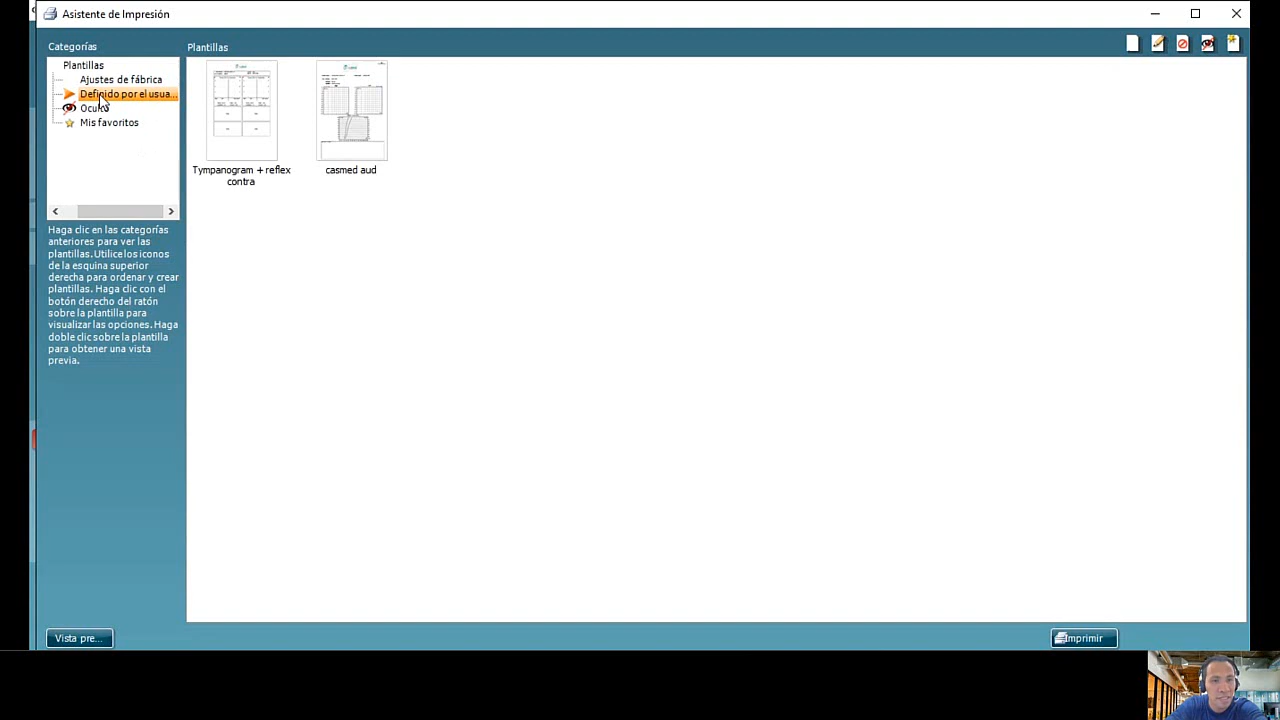 Asistente de Impresión
Categorías
Plantillas
Ajustes de fábrica
Definido por el usua...
Oculto
Mis favoritos
Haga clic en las categorías
anteriores para ver las
plantillas. Utilice los iconos
de la esquina superior
derecha para ordenar y crear
plantillas. Haga clic con el
botón derecho del ratón
sobre la plantilla para
visualizar las opciones. Haga
doble clic sobre la plantilla
para obtener una vista
previa.
Plantillas
Tympanogram + reflex
contra
casmed aud
Vista pre...
Imprimir